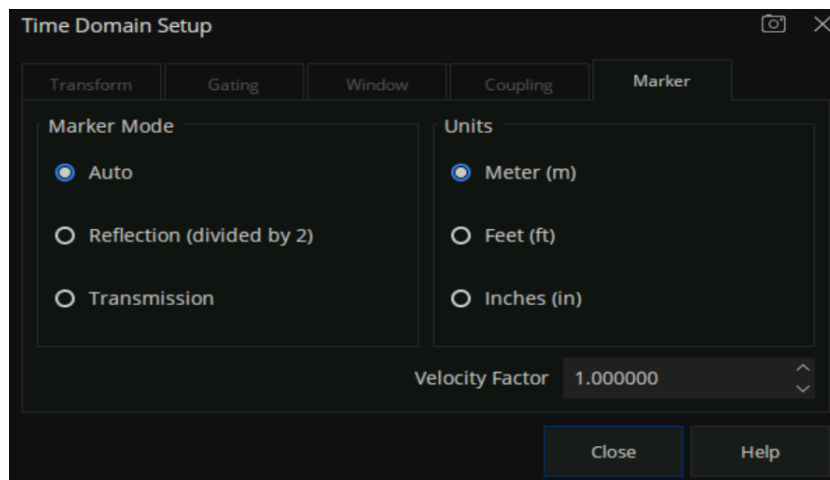 Time Domain Setup
Transform Gating Window Coupling Marker
Marker Mode
Auto
Reflection (divided by 2)
Transmission
Units
Meter (m)
Feet (ft)
Inches (in)
Velocity Factor 1.000000
Close Help